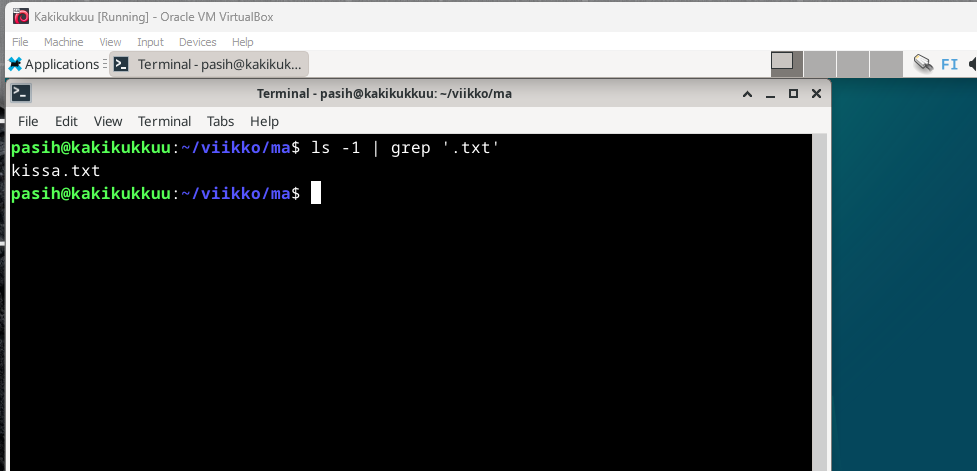 Kakikukkuu [Running] - Oracle VM VirtualBox
File Machine View Input Devices Help
Applications Terminal - pasih@kakikuk... FI
Terminal - pasih@kakikukkuu: ~/viikko/ma
File Edit View Terminal Tabs Help
pasih@kakikukkuu:~/viikko/ma$ ls -1 | grep '.txt'
kissa.txt
pasih@kakikukkuu:~/viikko/ma$